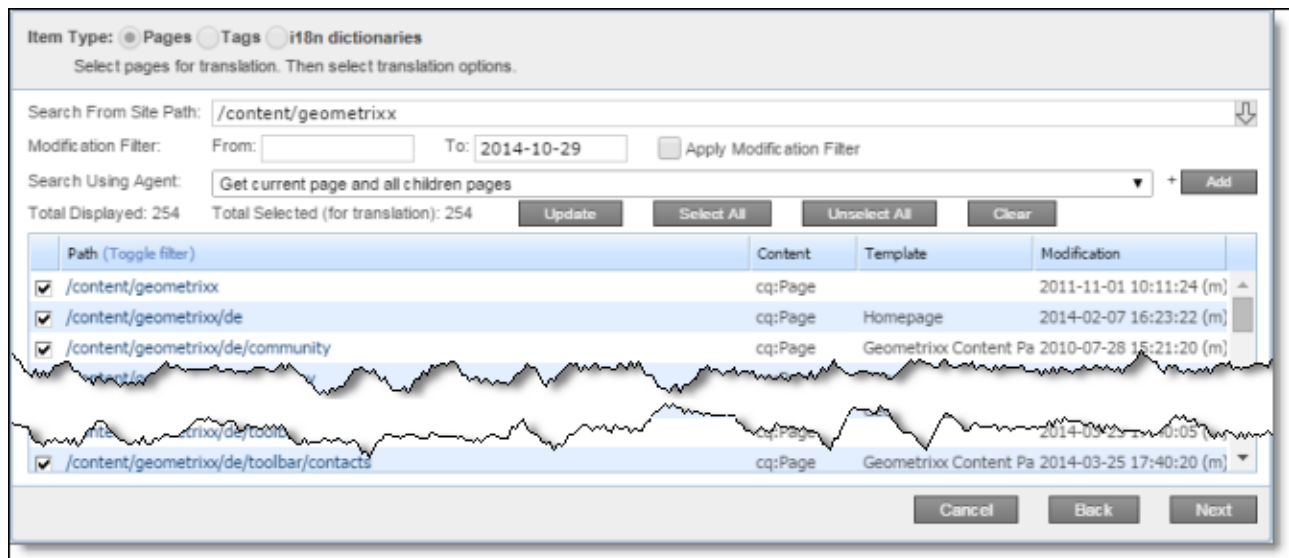 Item Type: Pages Tags i18n dictionaries
Select pages for translation. Then select translation options.
Search From Site Path: /content/geometrixx
Modification Filter: From: To: 2014-10-29 Apply Modification Filter
Search Using Agent: Get current page and all children pages + Add
Total Displayed: 254 Total Selected (for translation): 254 Update Select All Unselect All Clear
Path (Toggle filter) Content Template Modification
/content/geometrixx cq:Page 2011-11-01 10:11:24 (m)
/content/geometrixx/de cq:Page Homepage 2014-02-07 16:23:22 (m)
/content/geometrixx/de/community cq:Page Geometrixx Content Pa 2010-07-28 15:21:20 (m)
cq:Page
/content/geometrixx/de/toolbar/contacts cq:Page Geometrixx Content Pa 2014-03-25 17:40:20 (m)
Cancel Back Next